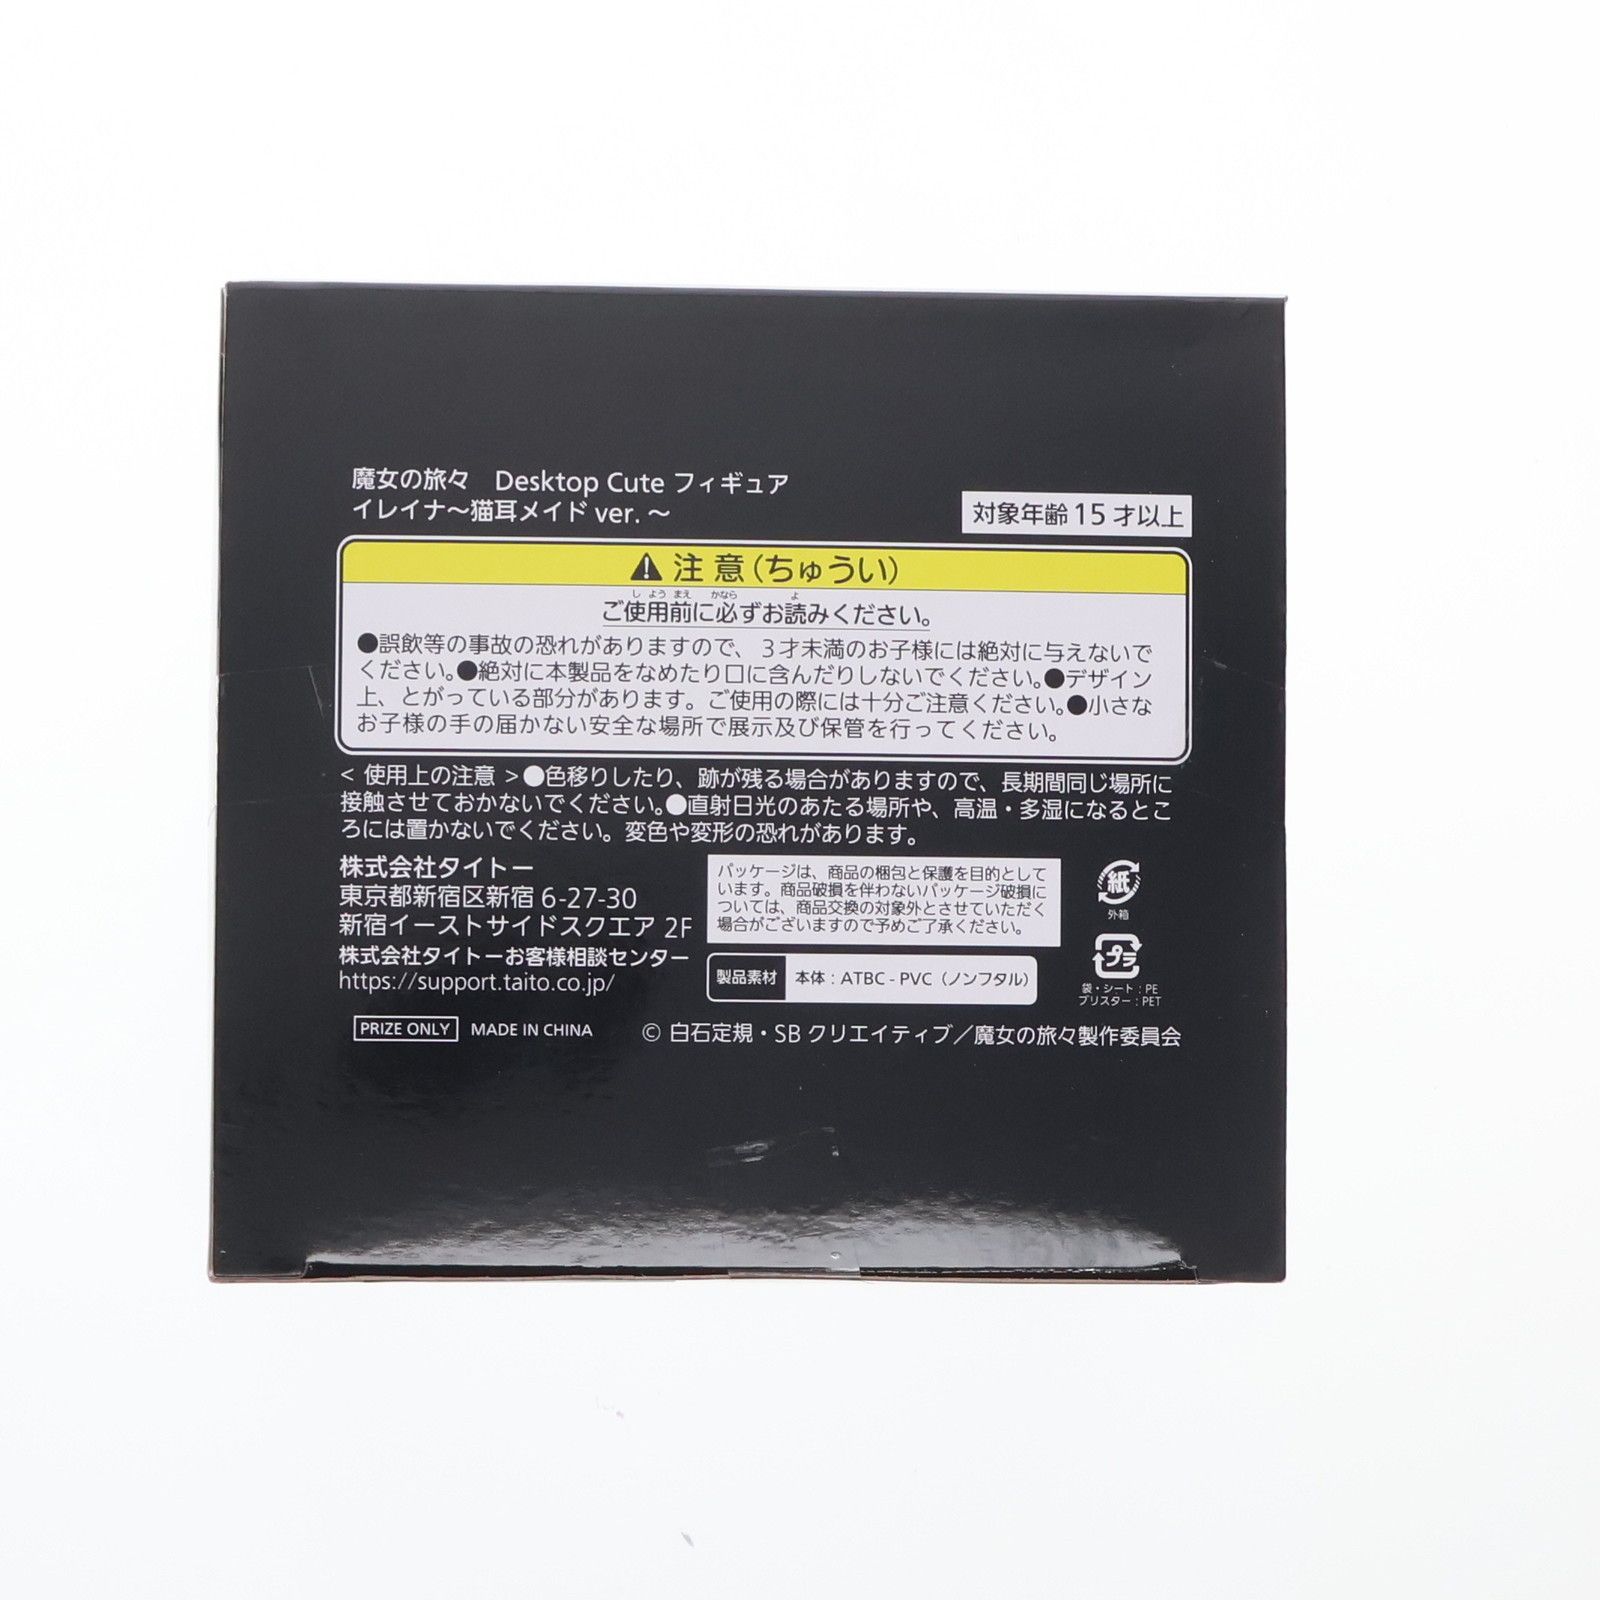 魔女の旅々　Desktop Cute フィギュア
イレイナ～猫耳メイド ver. ～
対象年齢 15 才以上
⚠ 注 意（ちゅうい）
し よう まえ かなら よ
ご使用前に必ずお読みください。
●誤飲等の事故の恐れがありますので、３才未満のお子様には絶対に与えないで
ください。●絶対に本製品をなめたり口に含んだりしないでください。●デザイン
上、とがっている部分があります。ご使用の際には十分ご注意ください。●小さな
お子様の手の届かない安全な場所で展示及び保管を行ってください。
< 使用上の注意 >●色移りしたり、跡が残る場合がありますので、長期間同じ場所に
接触させておかないでください。●直射日光のあたる場所や、高温・多湿になるとこ
ろには置かないでください。変色や変形の恐れがあります。
株式会社タイトー
東京都新宿区新宿 6-27-30
新宿イーストサイドスクエア 2F
株式会社タイトーお客様相談センター
https://support.taito.co.jp/
PRIZE ONLY MADE IN CHINA
パッケージは、商品の梱包と保護を目的として
います。商品破損を伴わないパッケージ破損に
ついては、商品交換の対象外とさせていただく
場合がございますので予めご了承ください。
製品素材 本体：ATBC - PVC（ノンフタル）
紙
外箱
プラ
袋・シート：PE
ブリスター：PET
© 白石定規・SB クリエイティブ／魔女の旅々製作委員会